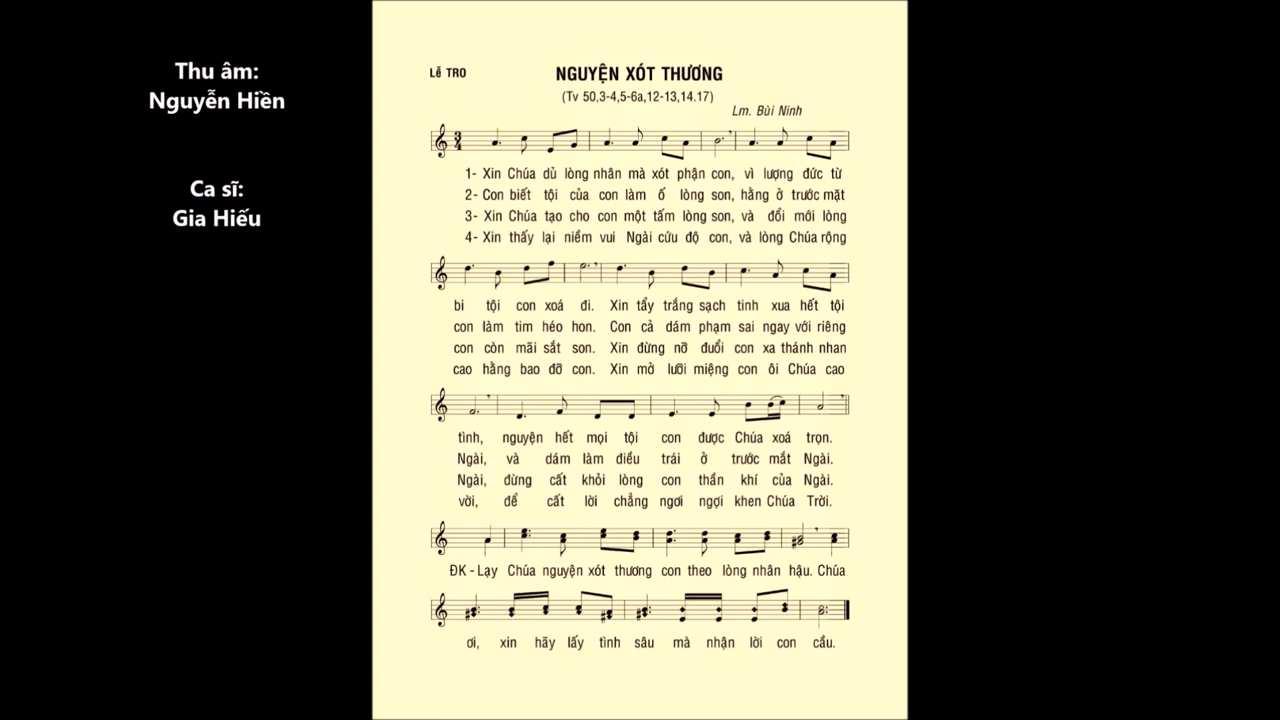 Thu âm:
Nguyễn Hiền
Ca sĩ:
Gia Hiếu
Lễ TRO
NGUYỆN XÓT THƯƠNG
(Tv 50,3-4,5-6a,12-13,14.17)
Lm. Bùi Ninh
3
4
1- Xin Chúa dủ lòng nhân mà xót phận con, vì lượng đức từ
2- Con biết tội của con làm ố lòng son, hằng ở trước mặt
3- Xin Chúa tạo cho con một tấm lòng son, và đổi mới lòng
4- Xin thấy lại niềm vui Ngài cứu độ con, và lòng Chúa rộng
bi tội con xoá đi. Xin tẩy trắng sạch tinh xua hết tội
con làm tim héo hon. Con cả dám phạm sai ngay với riêng
con còn mãi sắt son. Xin đừng nỡ đuổi con xa thánh nhan
cao hằng bao đỡ con. Xin mở lưỡi miệng con ôi Chúa cao
tình, nguyện hết mọi tội con được Chúa xoá trọn.
Ngài, và dám làm điều trái ở trước mắt Ngài.
Ngài, đừng cất khỏi lòng con thần khí của Ngài.
vời, để cất lời chẳng ngơi ngợi khen Chúa Trời.
ĐK - Lạy Chúa nguyện xót thương con theo lòng nhân hậu. Chúa
ơi, xin hãy lấy tình sâu mà nhận lời con cầu.